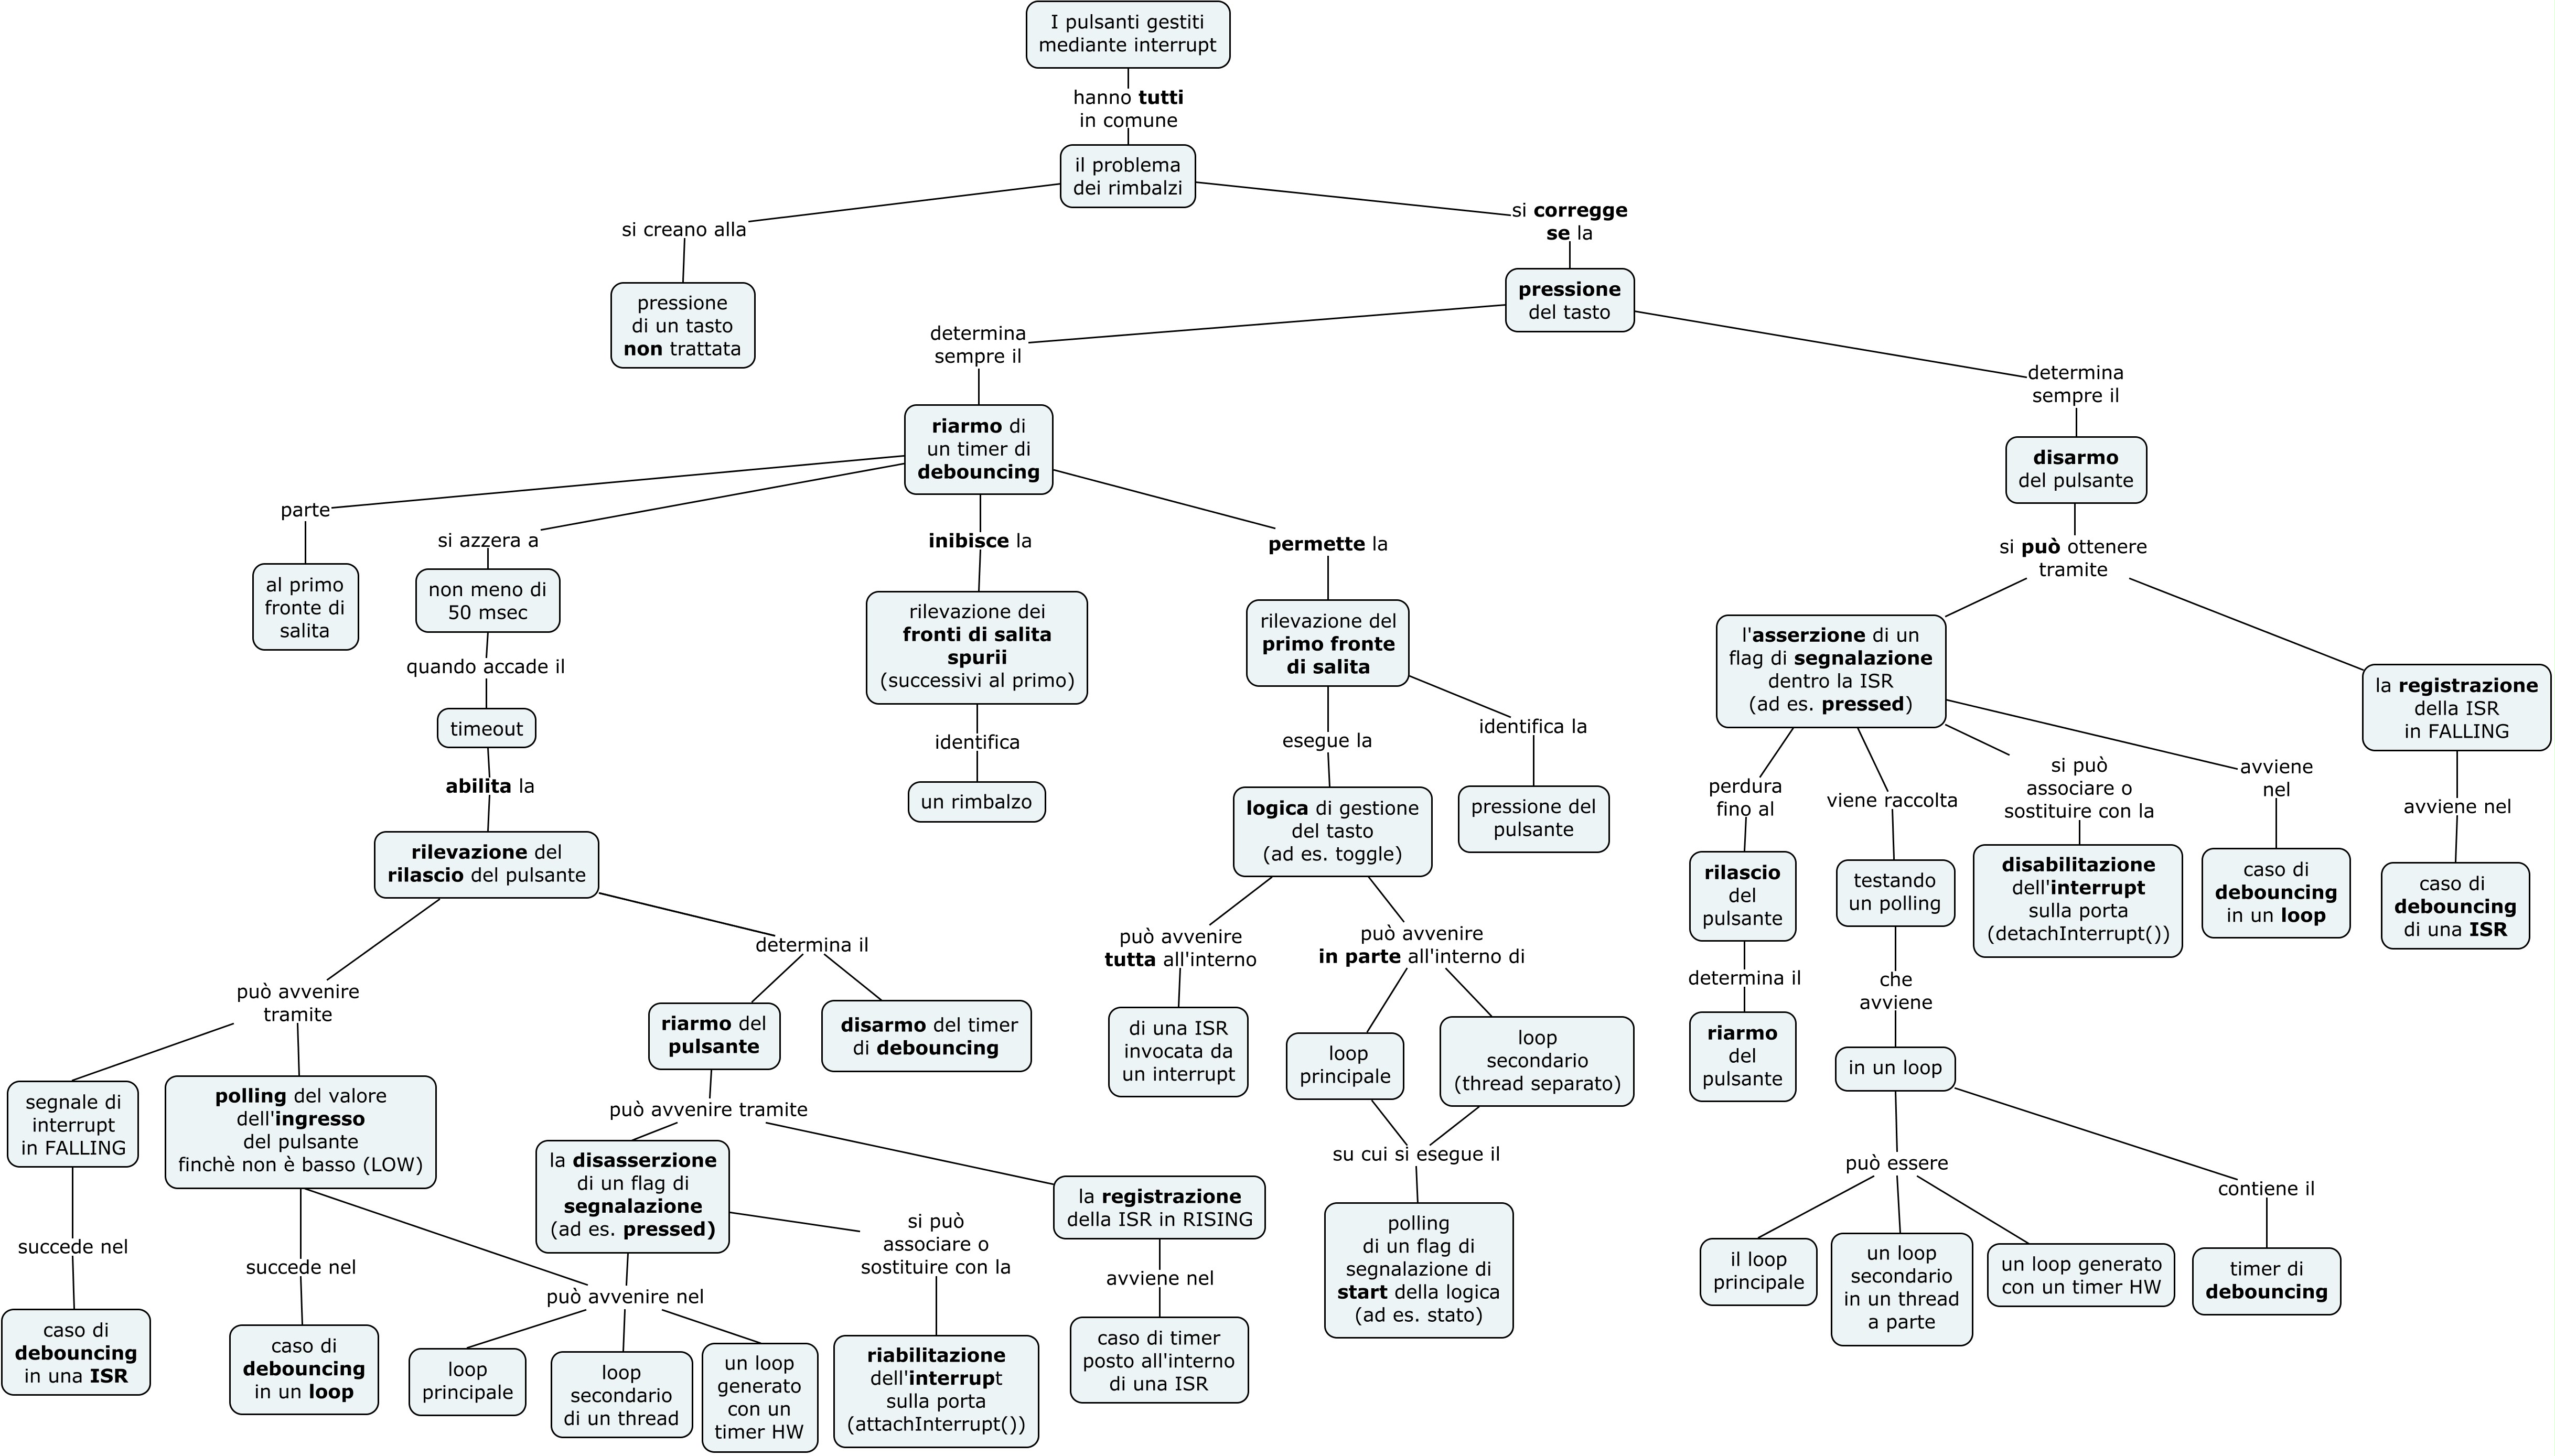 I pulsanti gestiti
mediante interrupt
hanno tutti
in comune
il problema
dei rimbalzi
si creano alla
pressione
di un tasto
non trattata
si corregge
se la
pressione
del tasto
determina
sempre il
riarmo di
un timer di
debouncing
parte
al primo
fronte di
salita
si azzera a
non meno di
50 msec
quando accade il
timeout
abilita la
rilevazione del
rilascio del pulsante
può avvenire
tramite
segnale di
interrupt
in FALLING
succede nel
caso di
debouncing
in una ISR
polling del valore
dell'ingresso
del pulsante
finchè non è basso (LOW)
succede nel
caso di
debouncing
in un loop
determina il
riarmo del
pulsante
può avvenire tramite
la disasserzione
di un flag di
segnalazione
(ad es. pressed)
può avvenire nel
loop
principale
loop
secondario
di un thread
un loop
generato
con un
timer HW
si può
associare o
sostituire con la
riabilitazione
dell'interrupt
sulla porta
(attachInterrupt())
la registrazione
della ISR in RISING
avviene nel
caso di timer
posto all'interno
di una ISR
disarmo del timer
di debouncing
inibisce la
rilevazione dei
fronti di salita
spurii
(successivi al primo)
identifica
un rimbalzo
permette la
rilevazione del
primo fronte
di salita
esegue la
logica di gestione
del tasto
(ad es. toggle)
può avvenire
tutta all'interno
di una ISR
invocata da
un interrupt
può avvenire
in parte all'interno di
loop
principale
loop
secondario
(thread separato)
su cui si esegue il
polling
di un flag di
segnalazione di
start della logica
(ad es. stato)
identifica la
pressione del
pulsante
determina
sempre il
disarmo
del pulsante
si può ottenere
tramite
l'asserzione di un
flag di segnalazione
dentro la ISR
(ad es. pressed)
perdura
fino al
rilascio
del
pulsante
determina il
riarmo
del
pulsante
viene raccolta
testando
un polling
che
avviene
in un loop
può essere
il loop
principale
un loop
secondario
in un thread
a parte
un loop generato
con un timer HW
contiene il
timer di
debouncing
si può
associare o
sostituire con la
disabilitazione
dell'interrupt
sulla porta
(detachInterrupt())
avviene
nel
caso di
debouncing
in un loop
la registrazione
della ISR
in FALLING
avviene nel
caso di
debouncing
di una ISR